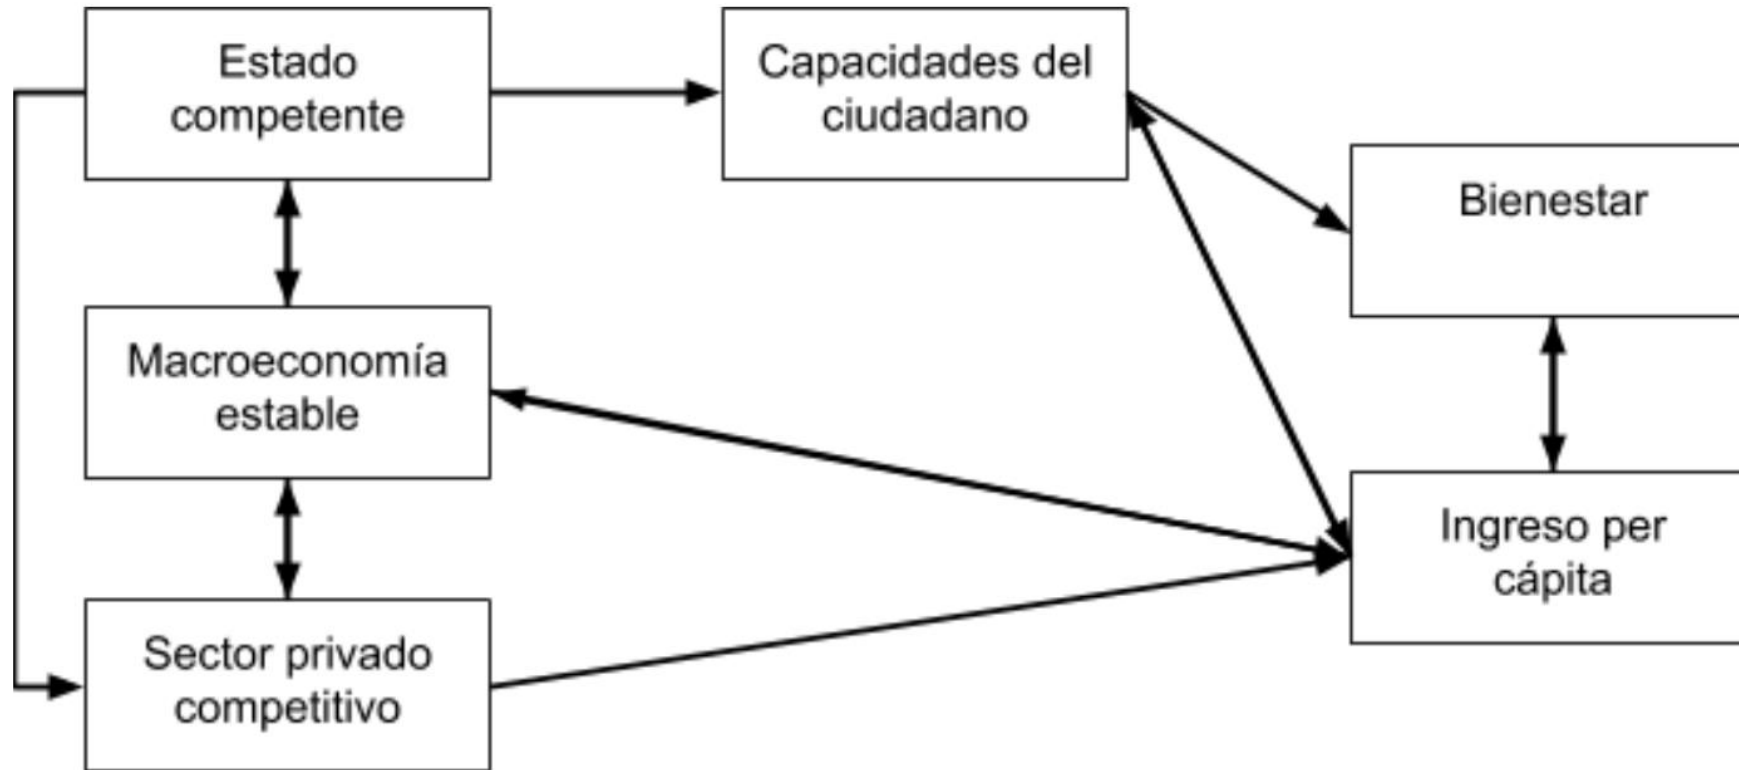 Estado
competente
Capacidades del
ciudadano
Bienestar
Macroeconomía
estable
Ingreso per
cápita
Sector privado
competitivo